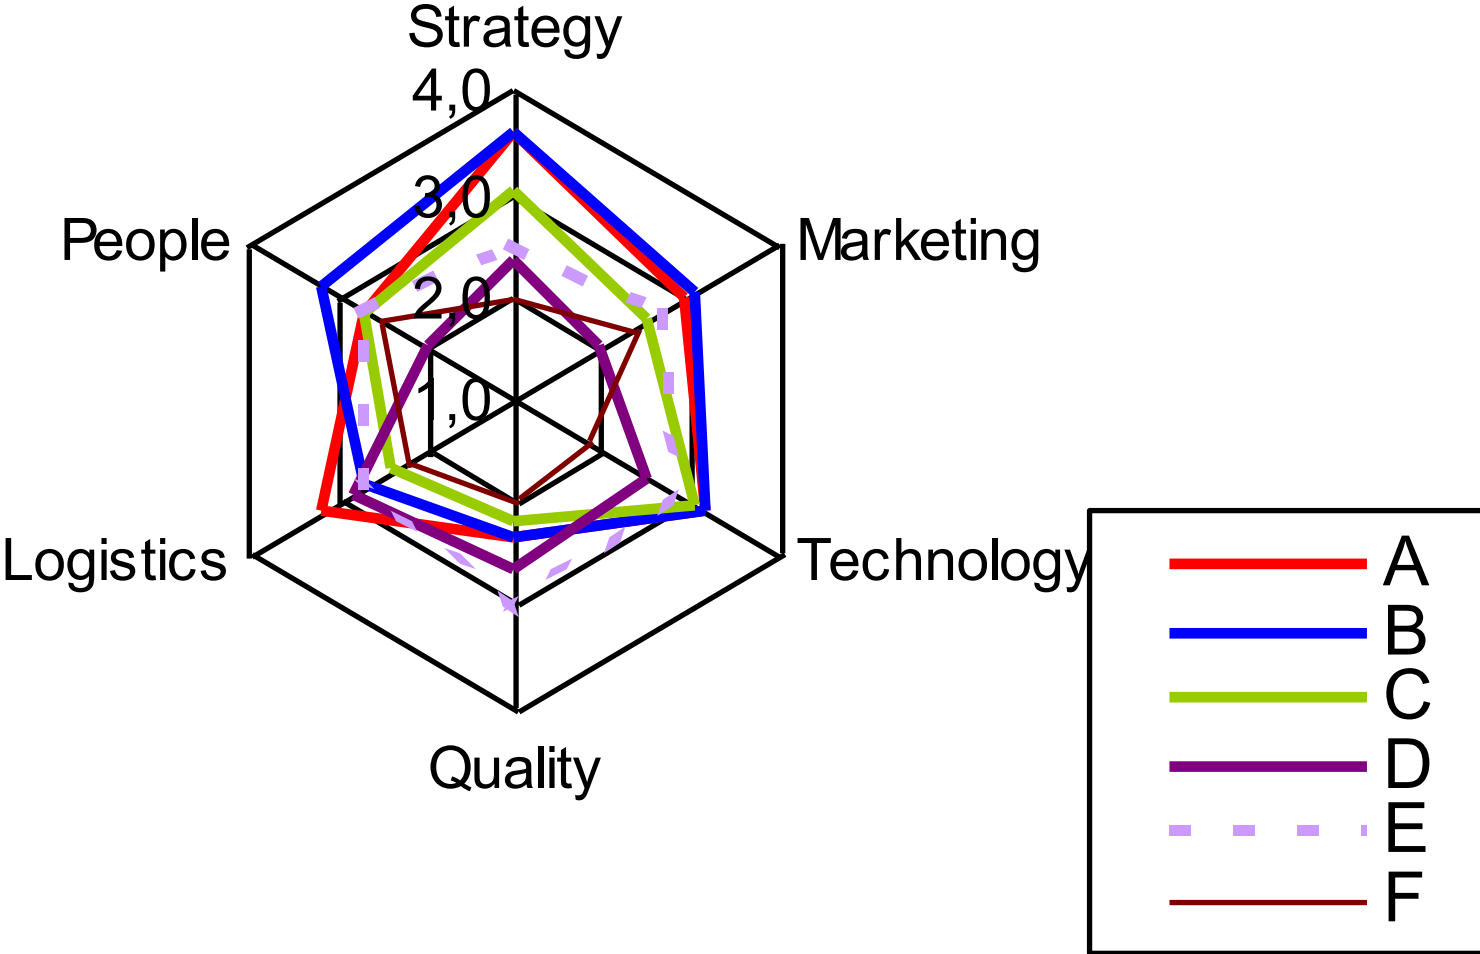 Strategy
4,0
3,0
People
Marketing
2,0
1,0
Logistics
Technology
Quality
A
B
C
D
E
F